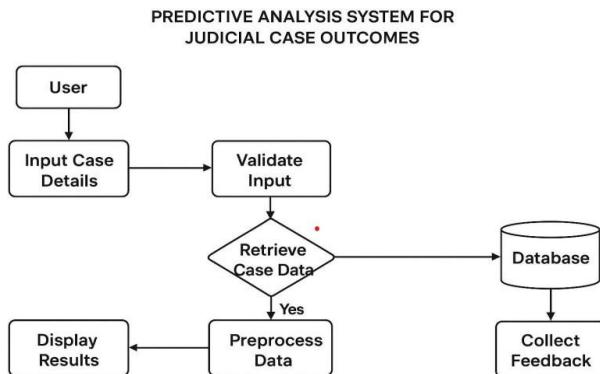 PREDICTIVE ANALYSIS SYSTEM FOR
JUDICIAL CASE OUTCOMES
User
Input Case
Details
Validate
Input
Retrieve
Case Data
Database
Yes
Display
Results
Preprocess
Data
Collect
Feedback